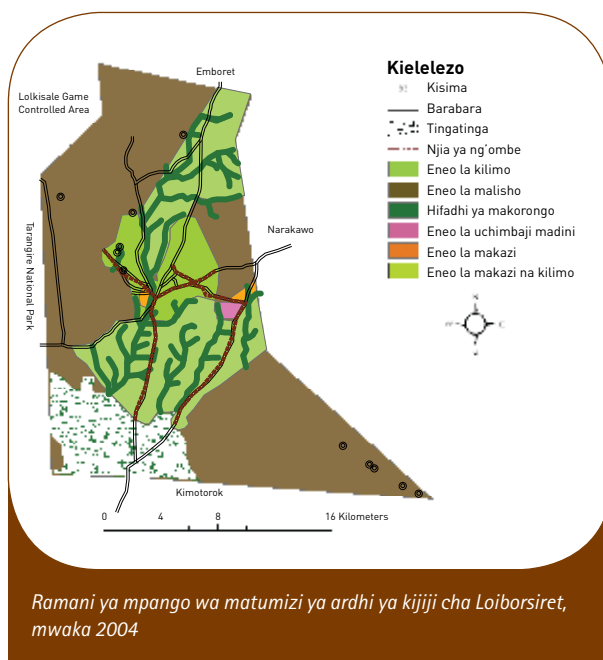 Emboret
Lolkisale Game
Controlled Area
Tarangire National Park
Narakawo
Kimotorok
0 4 8 16 Kilometers
Kielelezo
Kisima
Barabara
Tingatinga
Njia ya ng'ombe
Eneo la kilimo
Eneo la malisho
Hifadhi ya makorongo
Eneo la uchimbaji madini
Eneo la makazi
Eneo la makazi na kilimo
Ramani ya mpango wa matumizi ya ardhi ya kijiji cha Loiborsiret,
mwaka 2004